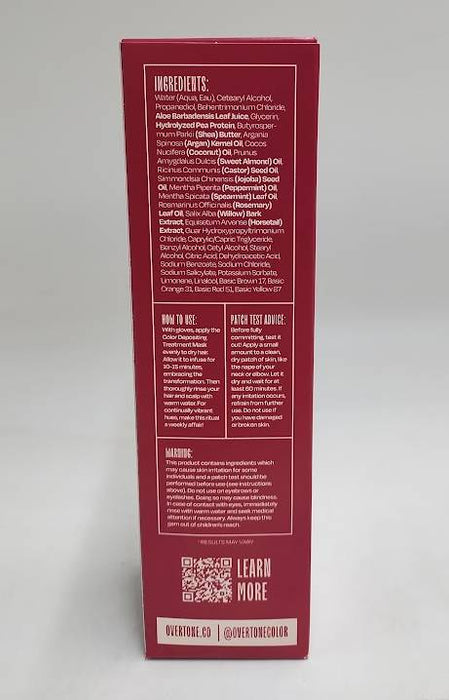 INGREDIENTS:
Water (Aqua, Eau), Cetearyl Alcohol,
Propanediol, Behentrimonium Chloride,
Aloe Barbadensis Leaf Juice, Glycerin,
Hydrolyzed Pea Protein, Butyrosper-
mum Parkii (Shea) Butter, Argania
Spinosa (Argan) Kernel Oil, Cocos
Nucifera (Coconut) Oil, Prunus
Amygdalus Dulcis (Sweet Almond) Oil,
Ricinus Communis (Castor) Seed Oil,
Simmondsia Chinensis (Jojoba) Seed
Oil, Mentha Piperita (Peppermint) Oil,
Mentha Spicata (Spearmint) Leaf Oil,
Rosmarinus Officinalis (Rosemary)
Leaf Oil, Salix Alba (Willow) Bark
Extract, Equisetum Arvense (Horsetail)
Extract, Guar Hydroxypropyltrimonium
Chloride, Caprylic/Capric Triglyceride,
Benzyl Alcohol, Cetyl Alcohol, Stearyl
Alcohol, Citric Acid, Dehydroacetic Acid,
Sodium Benzoate, Sodium Chloride,
Sodium Salicylate, Potassium Sorbate,
Limonene, Linalool, Basic Brown 17, Basic
Orange 31, Basic Red 51, Basic Yellow 87
HOW TO USE:
With gloves, apply the
Color Depositing
Treatment Mask
evenly to dry hair.
Allow it to infuse for
10-15 minutes,
embracing the
transformation. Then
thoroughly rinse your
hair and scalp with
warm water. For
continually vibrant
hues, make this ritual
a weekly affair!
PATCH TEST ADVICE:
Before fully
committing, test it
out! Apply a small
amount to a clean,
dry patch of skin, like
the nape of your
neck or elbow. Let it
dry and wait for at
least 60 minutes. If
any irritation occurs,
refrain from further
use. Do not use if
you have damaged
or broken skin.
WARNING:
This product contains ingredients which
may cause skin irritation for some
individuals and a patch test should be
performed before use (see instructions
above). Do not use on eyebrows or
eyelashes. Doing so may cause blindness.
In case of contact with eyes, immediately
rinse with warm water and seek medical
attention if necessary. Always keep this
out of children's reach.
*RESULTS MAY VARY
LEARN
MORE
OVERTONE.CO | @OVERTONECOLOR